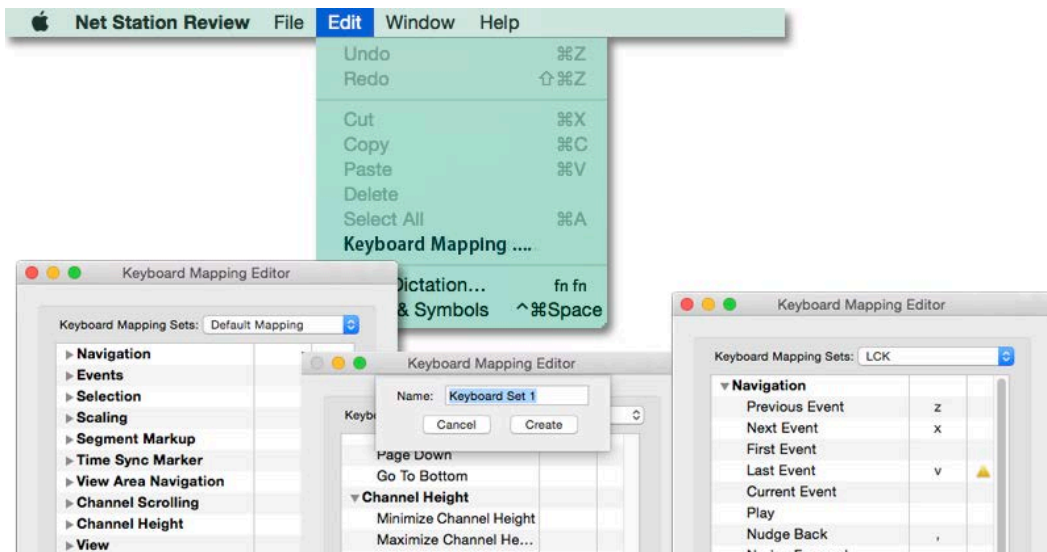 Net Station Review File Edit Window Help
Undo ⌘Z
Redo ⇧⌘Z
Cut ⌘X
Copy ⌘C
Paste ⌘V
Delete
Select All ⌘A
Keyboard Mapping ....
Dictation... fn fn
& Symbols ^⌘Space
Keyboard Mapping Editor
Keyboard Mapping Sets: Default Mapping
Navigation
Events
Selection
Scaling
Segment Markup
Time Sync Marker
View Area Navigation
Channel Scrolling
Channel Height
View
Keyboard Mapping Editor
Name: Keyboard Set 1
Cancel Create
Page Down
Go To Bottom
Channel Height
Minimize Channel Height
Maximize Channel He...
Keyboard Mapping Editor
Keyboard Mapping Sets: LCK
Navigation
Previous Event z
Next Event x
First Event
Last Event v
Current Event
Play
Nudge Back ,